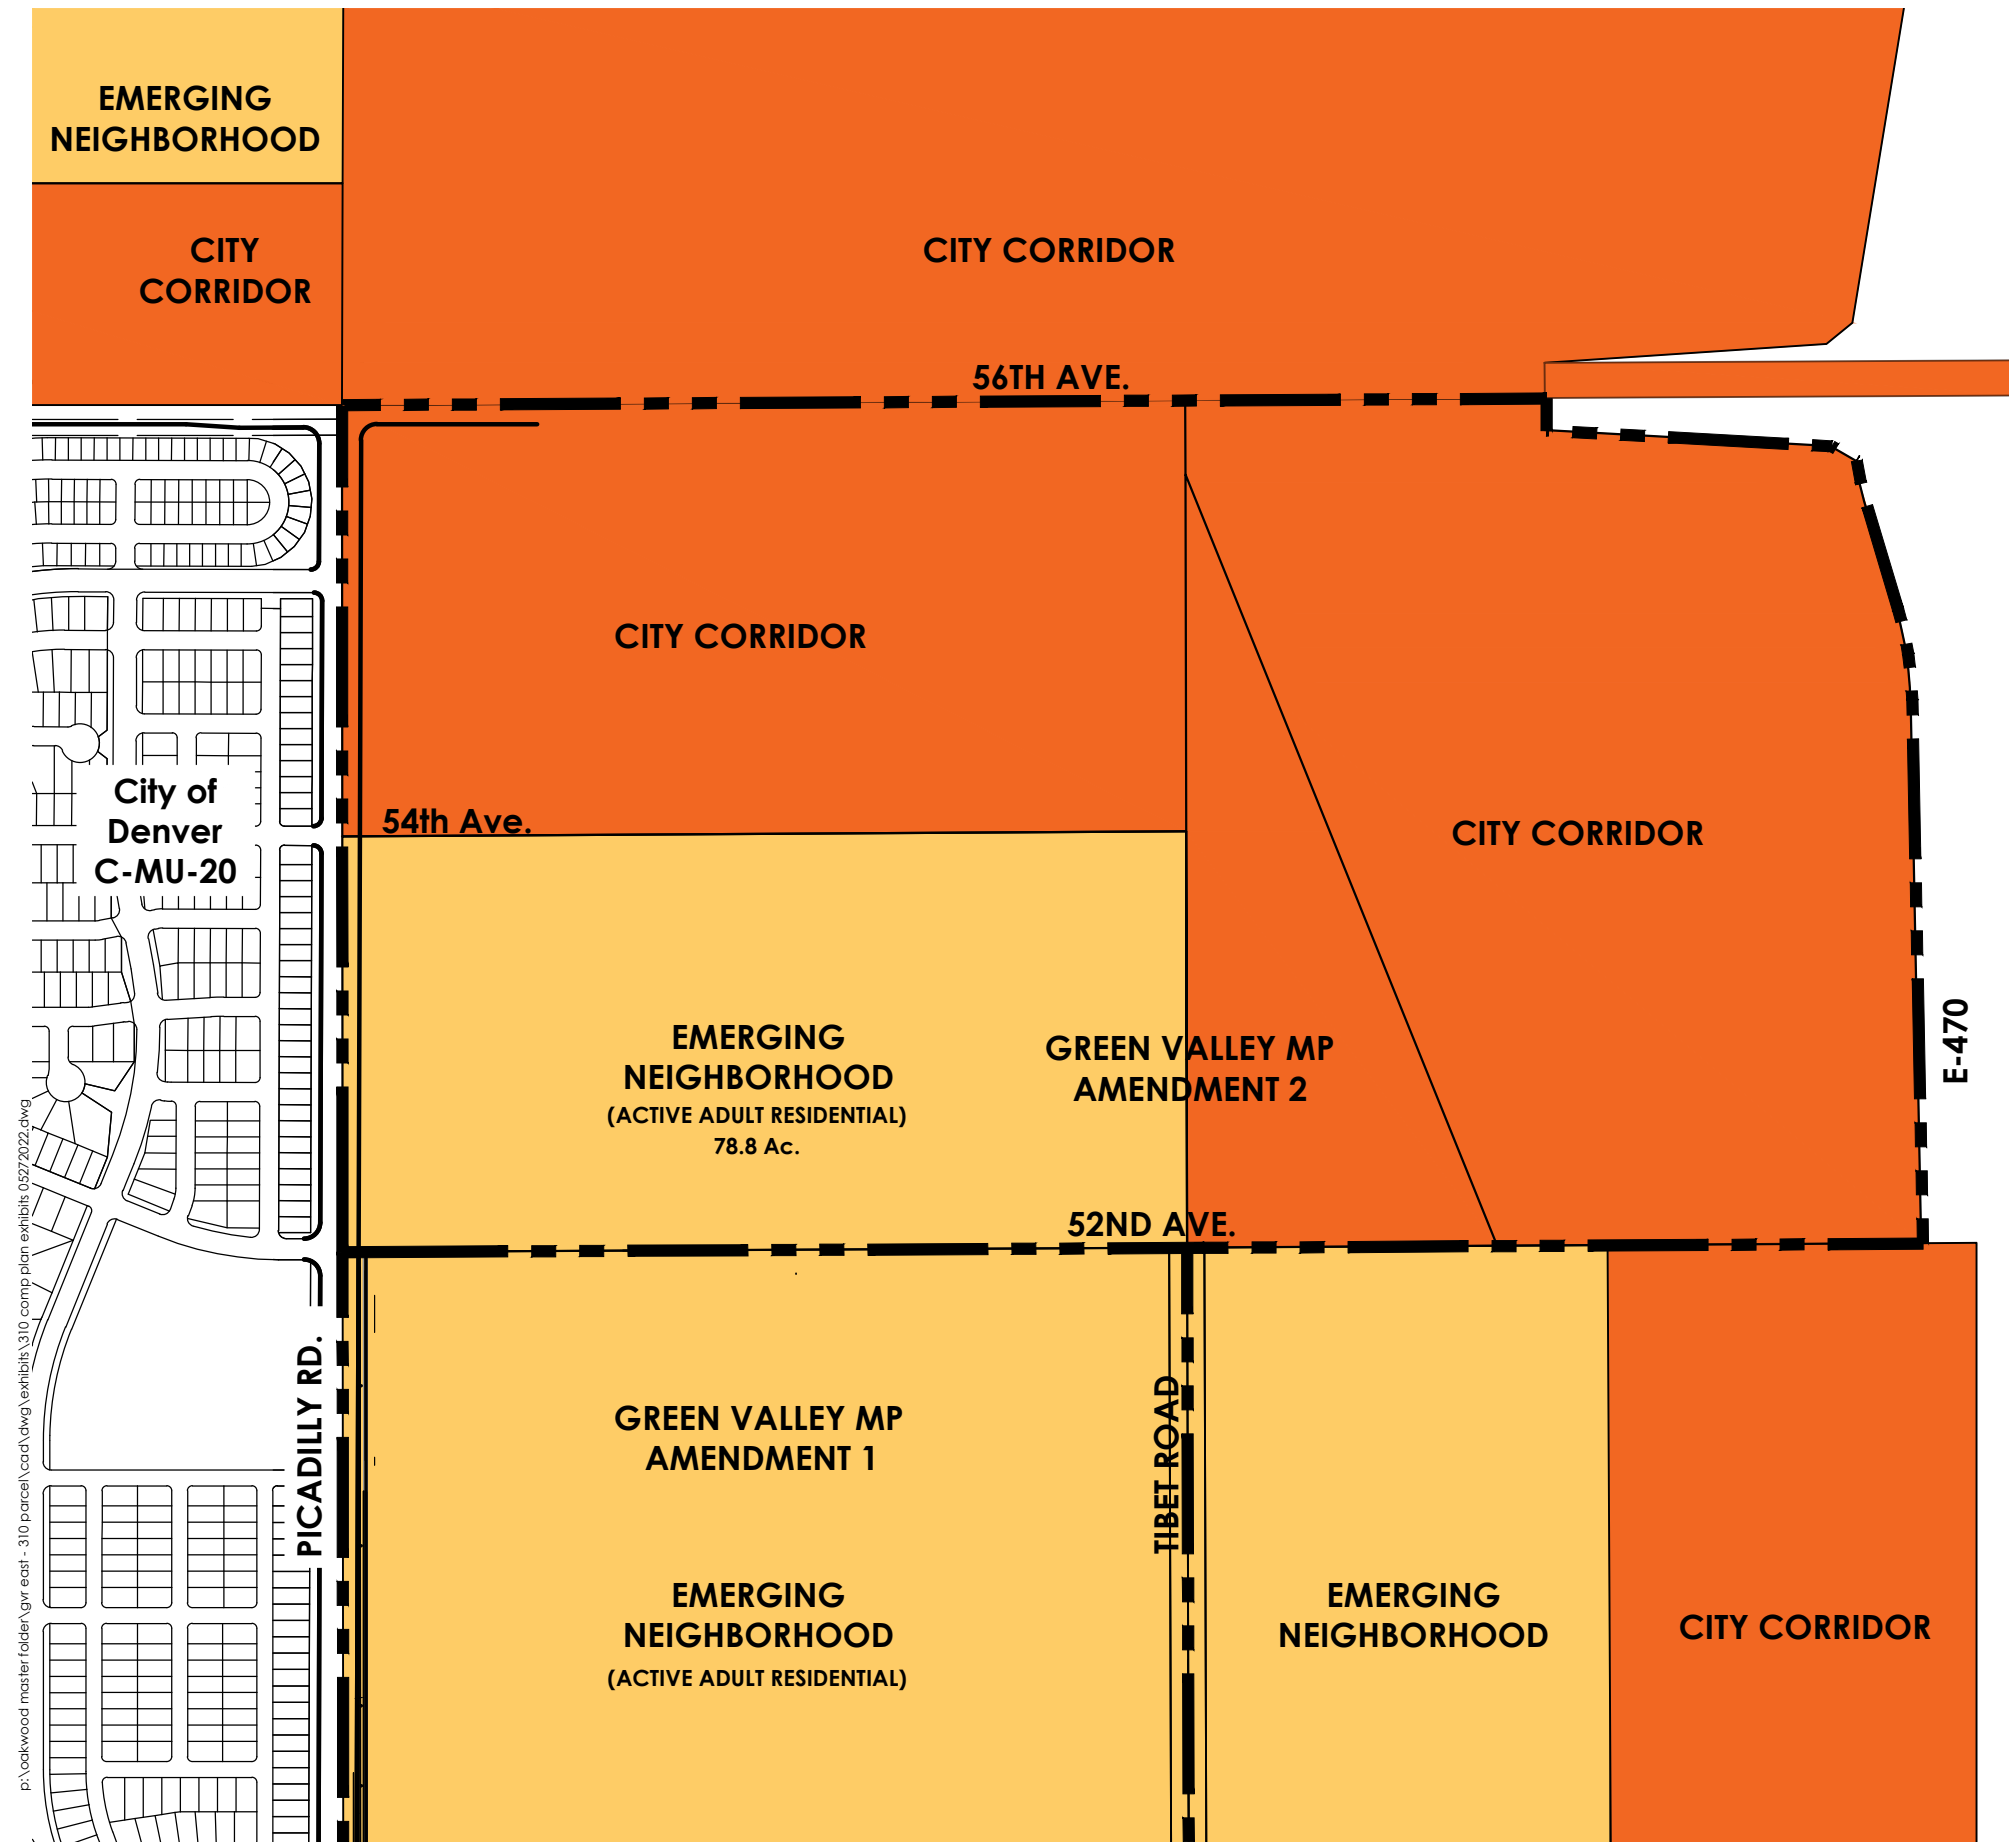 EMERGING
NEIGHBORHOOD
CITY
CORRIDOR
CITY CORRIDOR
56TH AVE.
CITY CORRIDOR
54th Ave.
City of
Denver
C-MU-20
CITY CORRIDOR
EMERGING
NEIGHBORHOOD
(ACTIVE ADULT RESIDENTIAL)
78.8 Ac.
GREEN VALLEY MP
AMENDMENT 2
E-470
52ND AVE.
PICADILLY RD.
GREEN VALLEY MP
AMENDMENT 1
TIBET ROAD
EMERGING
NEIGHBORHOOD
(ACTIVE ADULT RESIDENTIAL)
EMERGING
NEIGHBORHOOD
CITY CORRIDOR
p:\oakwood master folder\gvr east - 310 parcel\cad\dwg\exhibits\310 comp plan exhibits 05272022.dwg